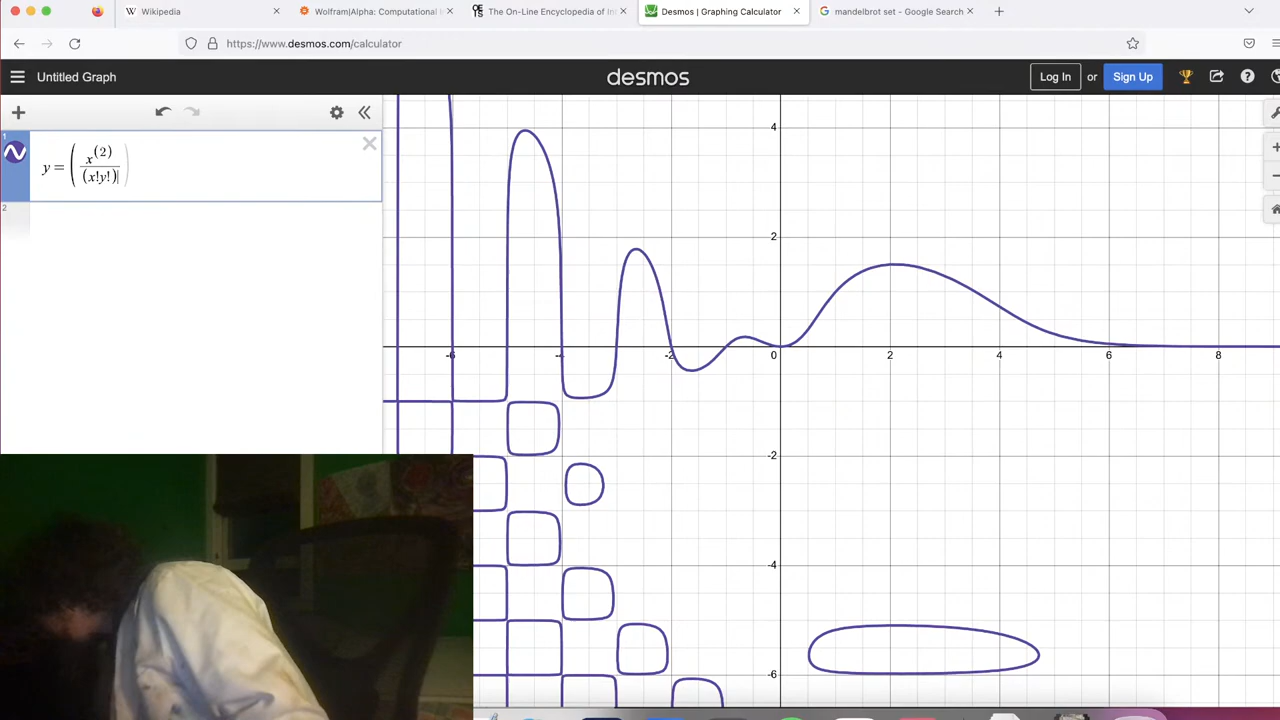 Wikipedia
Wolfram|Alpha: Computational I
The On-Line Encyclopedia of In
Desmos | Graphing Calculator
mandelbrot set - Google Search
https://www.desmos.com/calculator
Untitled Graph
desmos
Log In
or
Sign Up
1
y = ( x^(2) / (x!y!) )
2
4
2
-6
-4
-2
0
2
4
6
8
-2
-4
-6